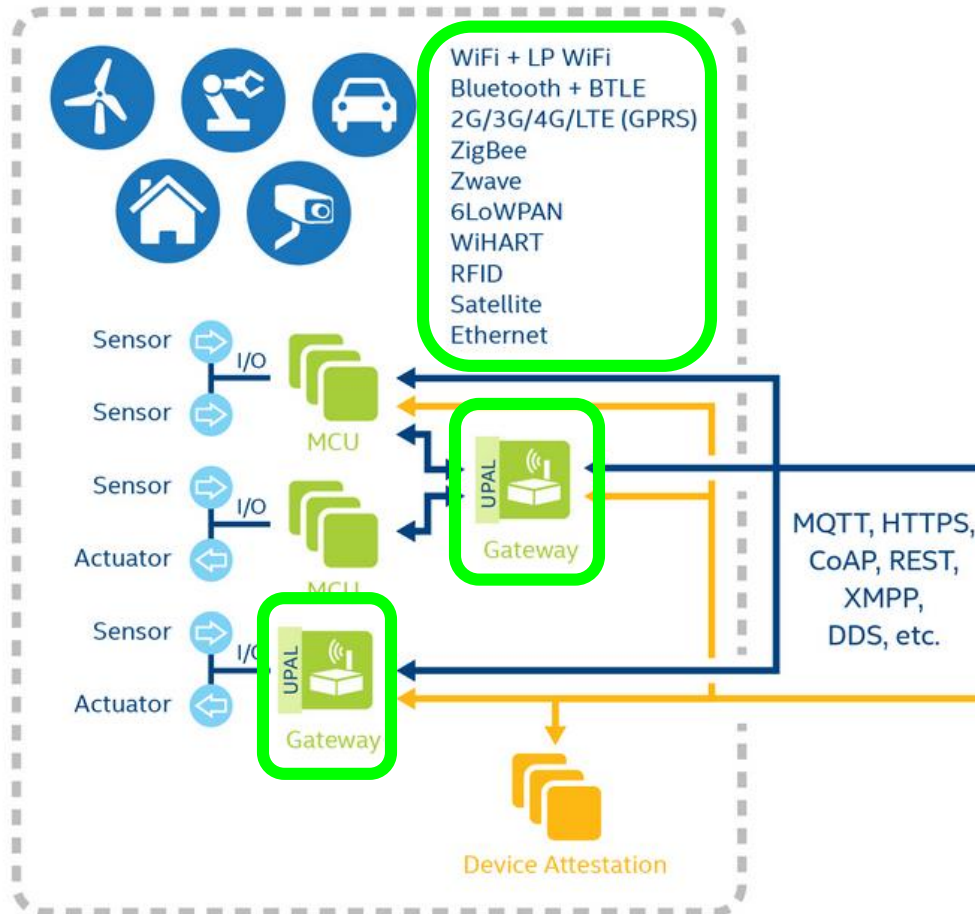 WiFi + LP WiFi
Bluetooth + BTLE
2G/3G/4G/LTE (GPRS)
ZigBee
Zwave
6LoWPAN
WiHART
RFID
Satellite
Ethernet
Sensor
I/O
Sensor
MCU
Sensor
I/O
Actuator
MCU
UPAL
Gateway
MQTT, HTTPS,
CoAP, REST,
XMPP,
DDS, etc.
Sensor
I/O
Actuator
UPAL
Gateway
Device Attestation